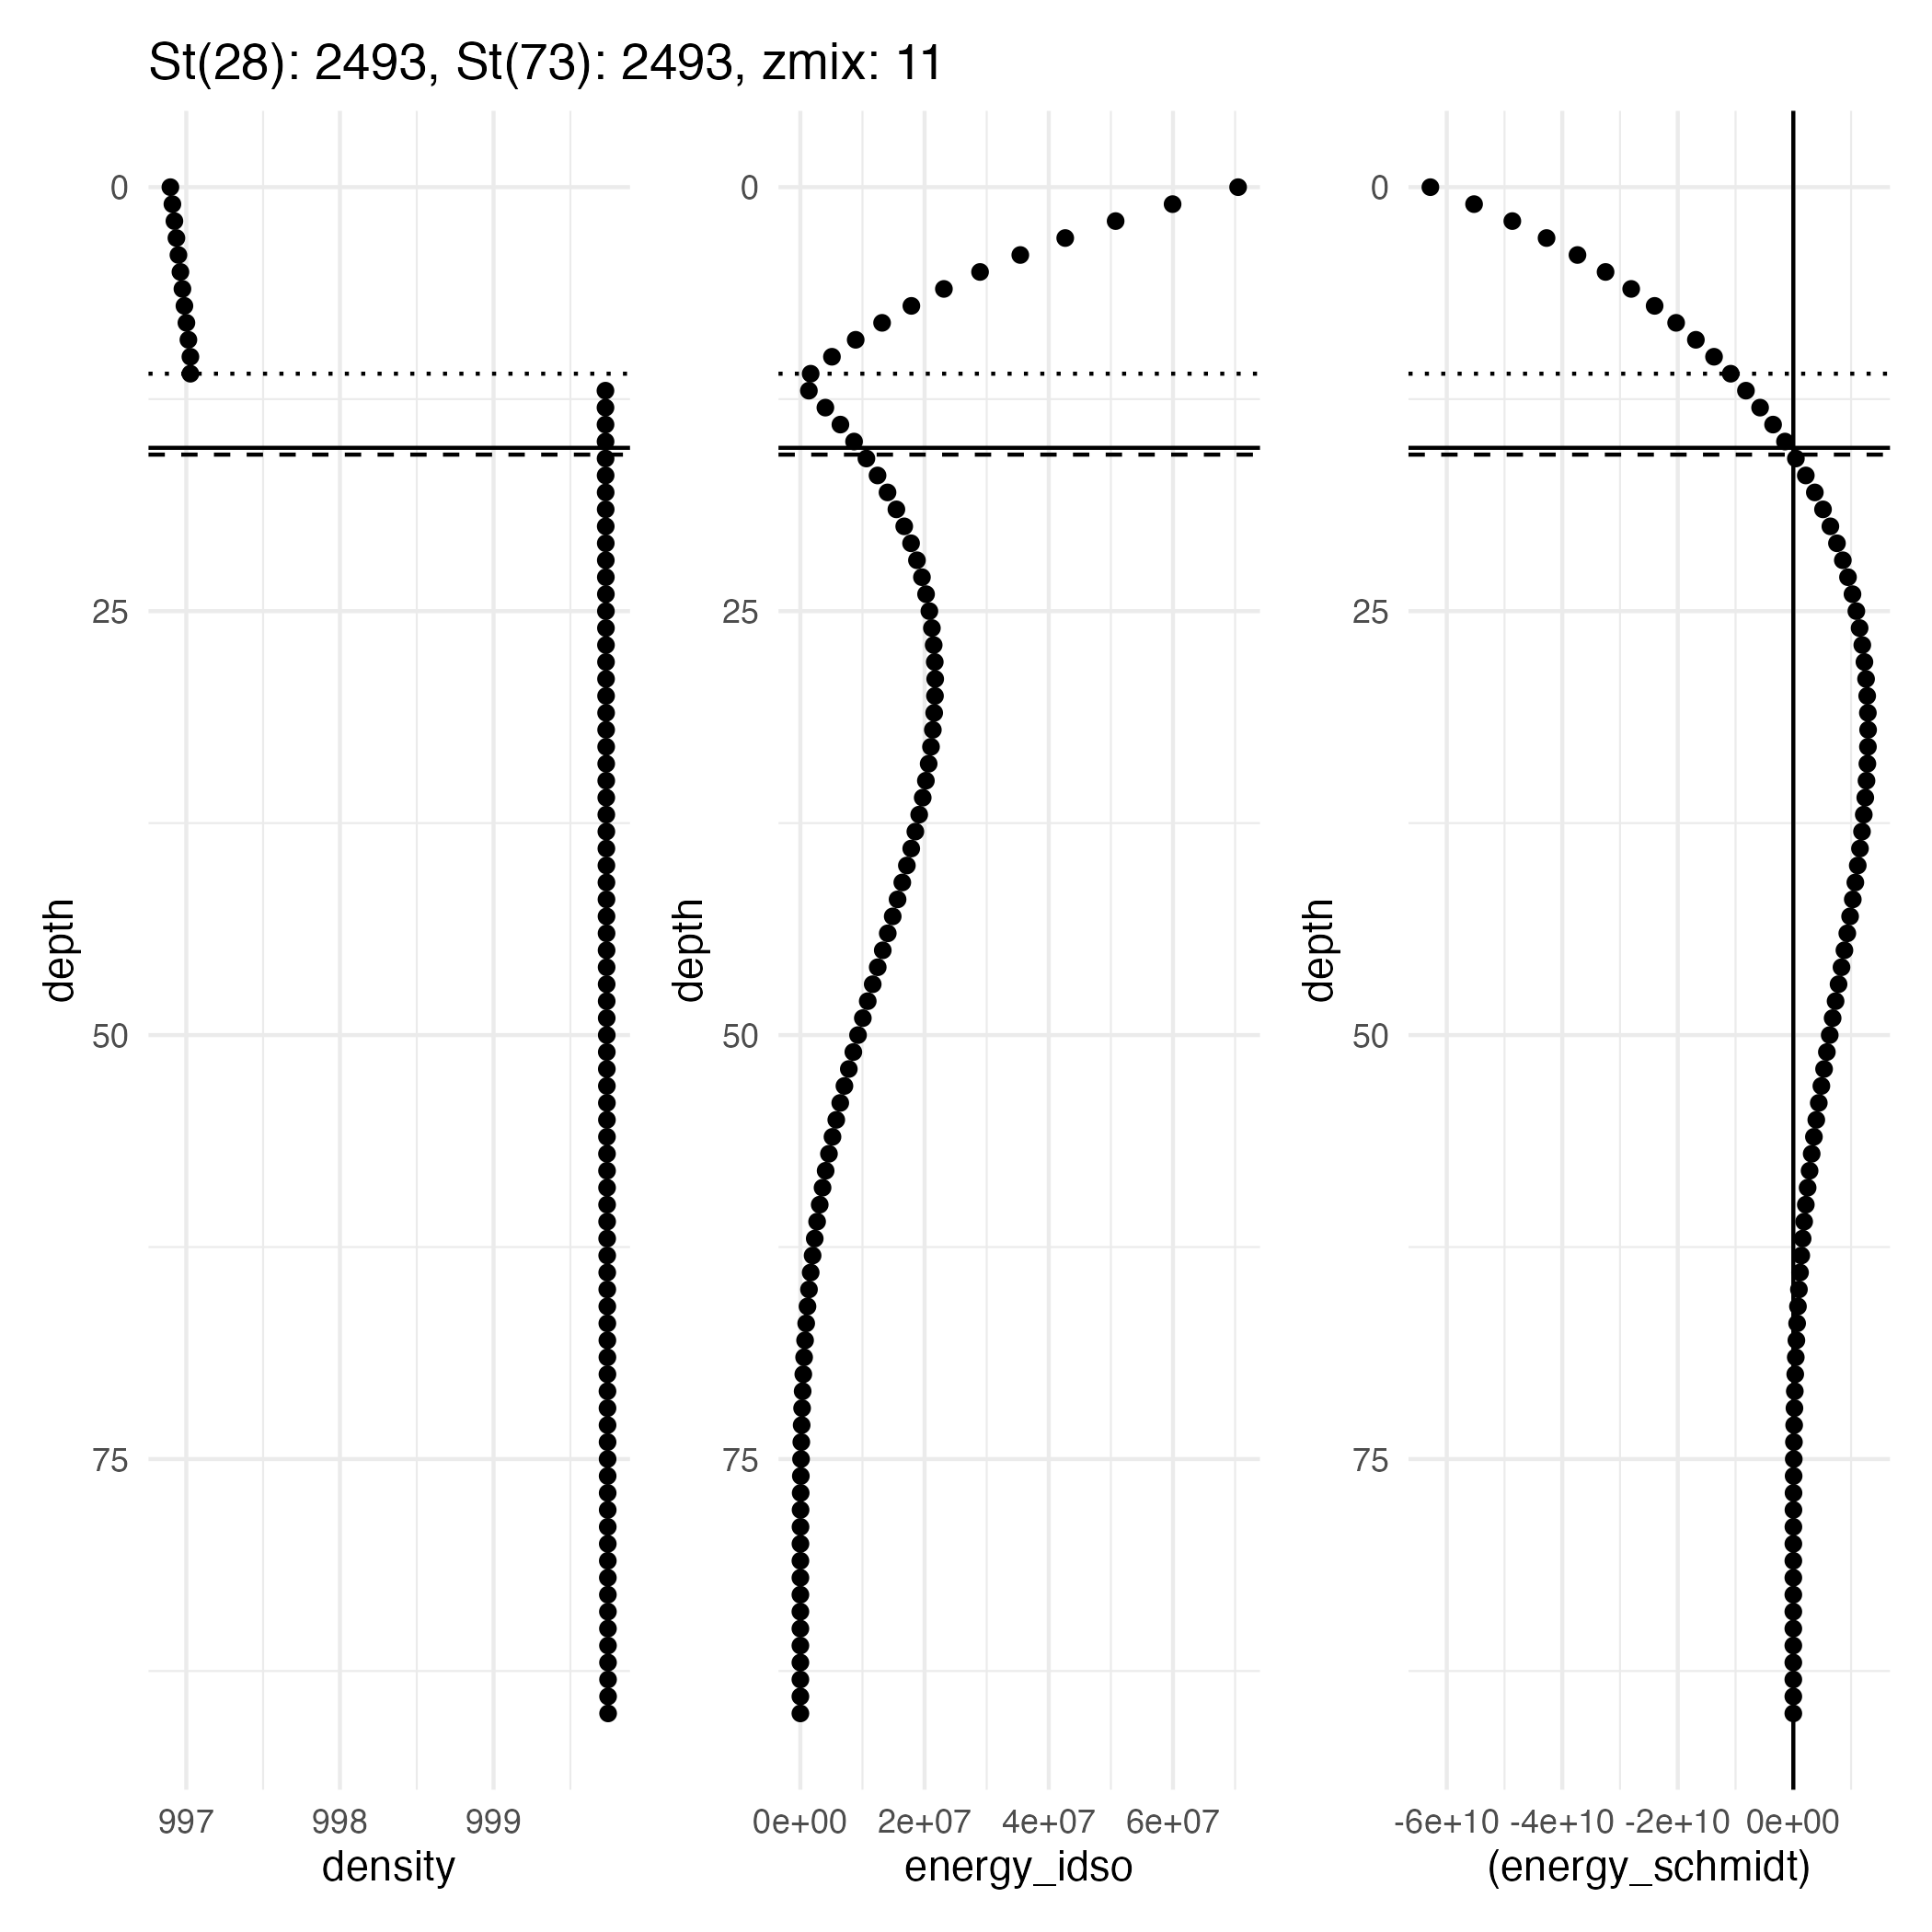 St(28): 2493, St(73): 2493, zmix: 11
0
25
50
75
depth
997 998 999
density
0
25
50
75
depth
0e+00 2e+07 4e+07 6e+07
energy_idso
0
25
50
75
depth
-6e+10 -4e+10 -2e+10 0e+00
(energy_schmidt)